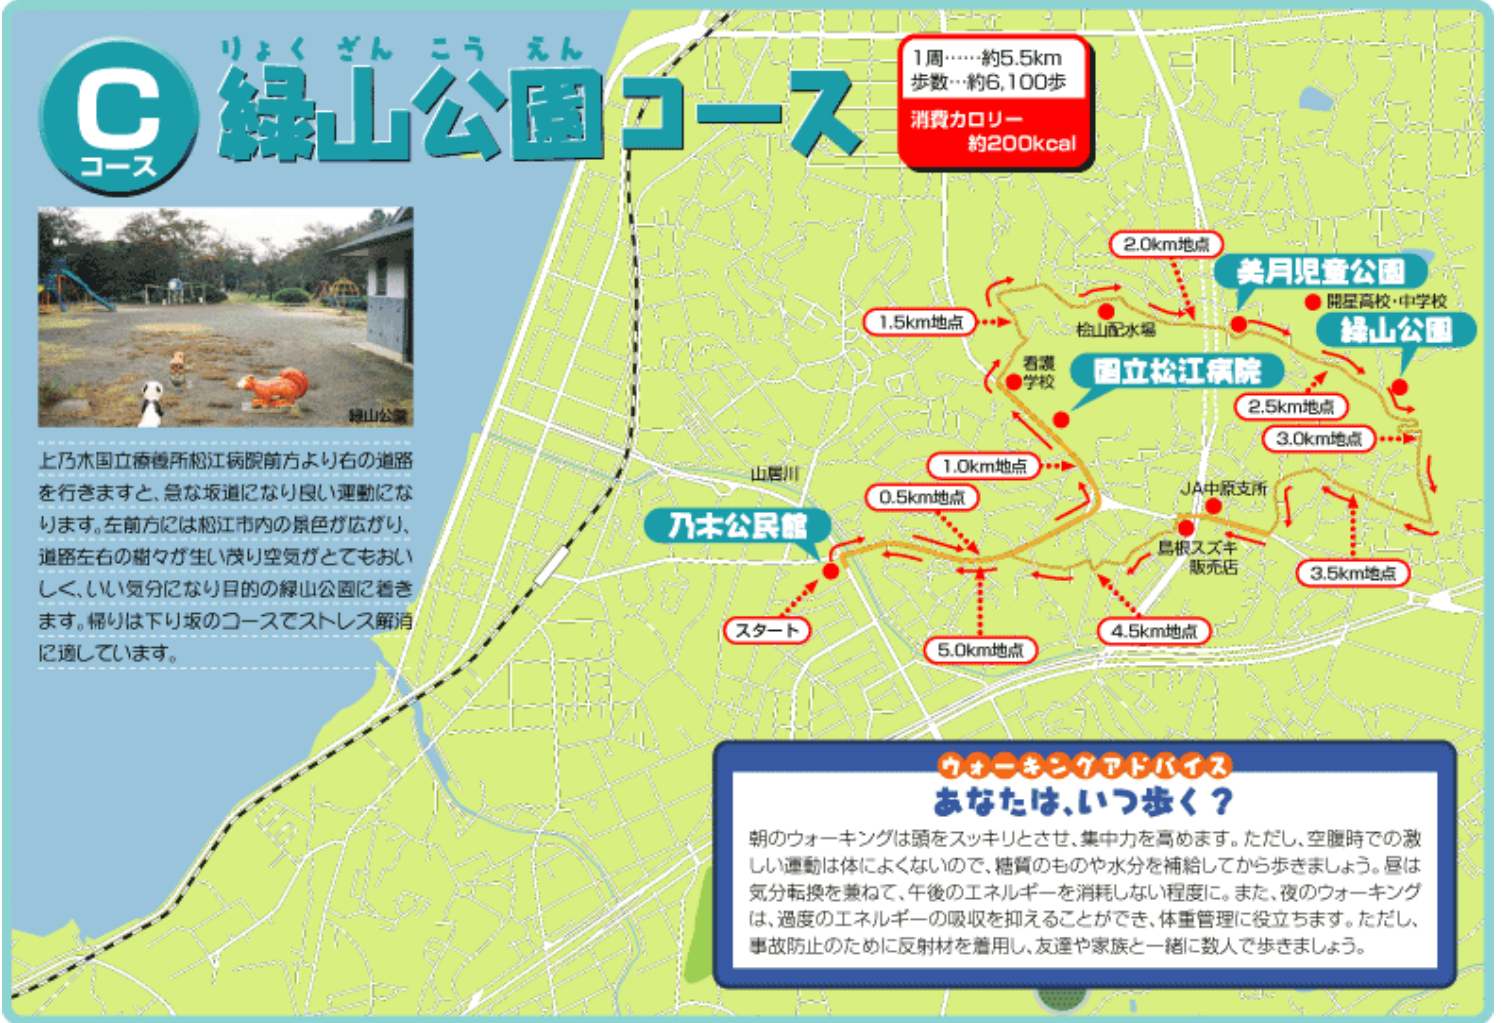 C
コース
りょく ざん こう えん
緑山公園コース
1周……約5.5km
歩数…約6,100歩
消費カロリー
約200kcal
緑山公園
上乃木国立療養所松江病院前方より右の道路
を行きますと、急な坂道になり良い運動にな
ります。左前方には松江市内の景色が広がり、
道路左右の樹々が生い茂り空気がとてもおい
しく、いい気分になり目的の緑山公園に着き
ます。帰りは下り坂のコースでストレス解消
に適しています。
2.0km地点
美月児童公園
開星高校・中学校
1.5km地点
桧山配水場
緑山公園
看護
学校
国立松江病院
2.5km地点
3.0km地点
1.0km地点
山居川
JA中原支所
0.5km地点
乃木公民館
島根スズキ
販売店
3.5km地点
スタート
4.5km地点
5.0km地点
ウォーキングアドバイス
あなたは、いつ歩く？
朝のウォーキングは頭をスッキリとさせ、集中力を高めます。ただし、空腹時での激
しい運動は体によくないので、糖質のものや水分を補給してから歩きましょう。昼は
気分転換を兼ねて、午後のエネルギーを消耗しない程度に。また、夜のウォーキング
は、過度のエネルギーの吸収を抑えることができ、体重管理に役立ちます。ただし、
事故防止のために反射材を着用し、友達や家族と一緒に数人で歩きましょう。